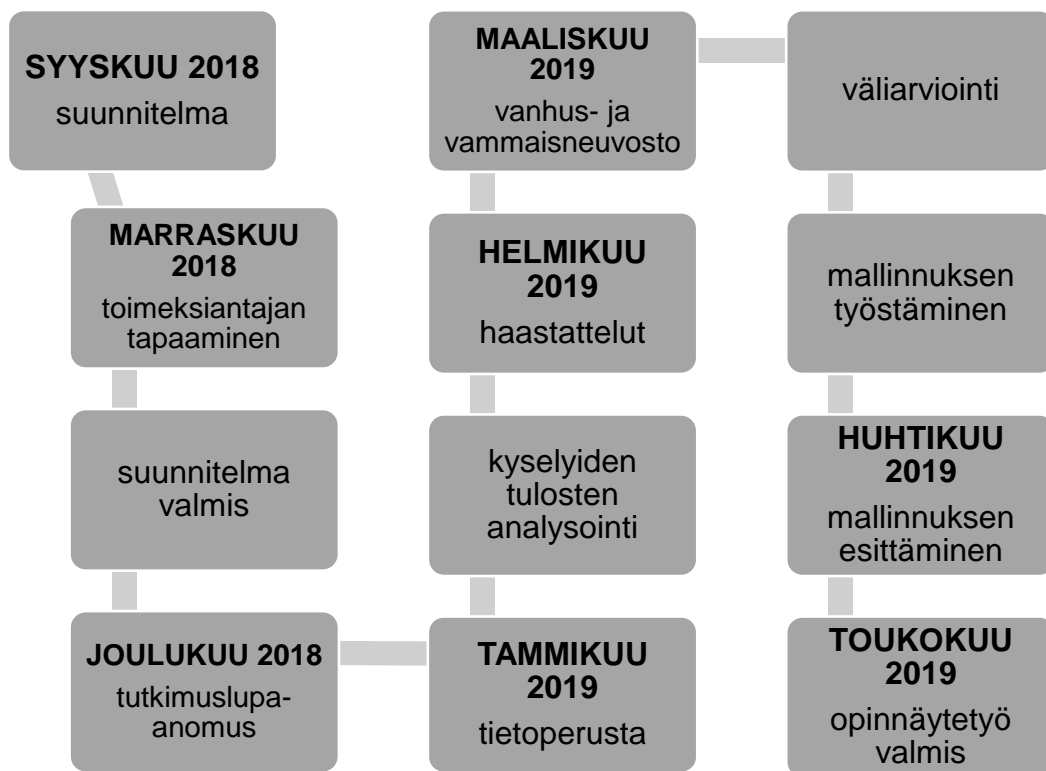 SYYSKUU 2018
suunnitelma
MARRASKUU
2018
toimeksiantajan
tapaaminen
suunnitelma
valmis
JOULUKUU 2018
tutkimuslupa-
anomus
TAMMIKUU
2019
tietoperusta
kyselyiden
tulosten
analysointi
HELMIKUU
2019
haastattelut
MAALISKUU
2019
vanhus- ja
vammaisneuvosto
väliarviointi
mallinnuksen
työstäminen
HUHTIKUU
2019
mallinnuksen
esittäminen
TOUKOKUU
2019
opinnäytetyö
valmis